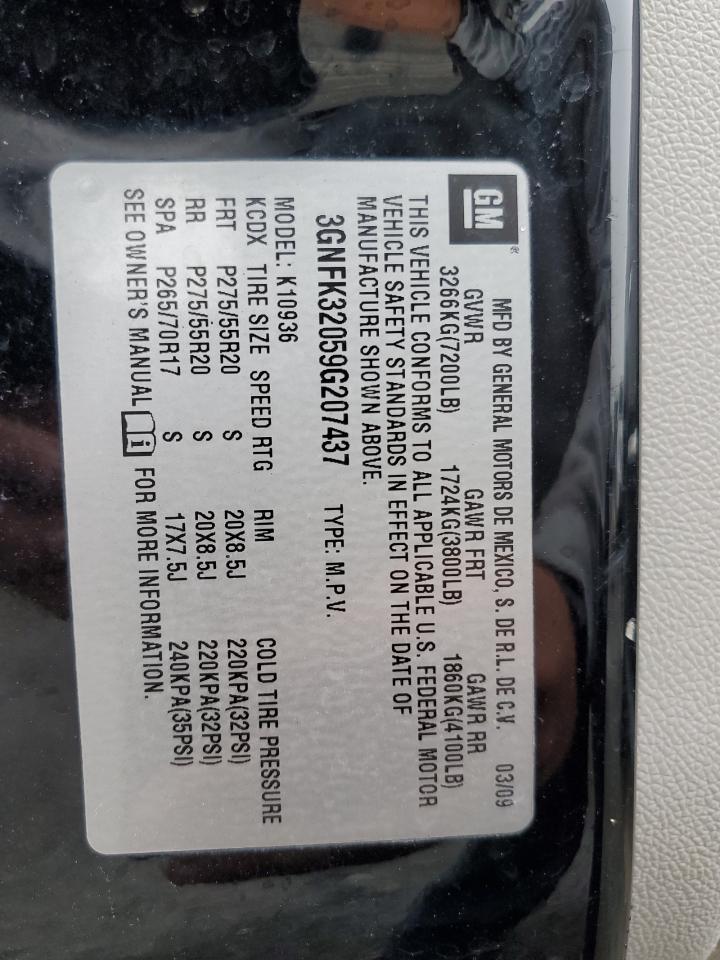 GM®
MFD BY GENERAL MOTORS DE MEXICO, S. DE R.L. DE C.V. 03/09
GVWR GAWR FRT GAWR RR
3266KG(7200LB) 1724KG(3800LB) 1860KG(4100LB)
THIS VEHICLE CONFORMS TO ALL APPLICABLE U.S. FEDERAL MOTOR
VEHICLE SAFETY STANDARDS IN EFFECT ON THE DATE OF
MANUFACTURE SHOWN ABOVE.
3GNFK32059G207437 TYPE: M.P.V.
MODEL: K10936
KCDX TIRE SIZE SPEED RTG RIM COLD TIRE PRESSURE
FRT P275/55R20 S 20X8.5J 220KPA(32PSI)
RR P275/55R20 S 20X8.5J 220KPA(32PSI)
SPA P265/70R17 S 17X7.5J 240KPA(35PSI)
SEE OWNER'S MANUAL i FOR MORE INFORMATION.